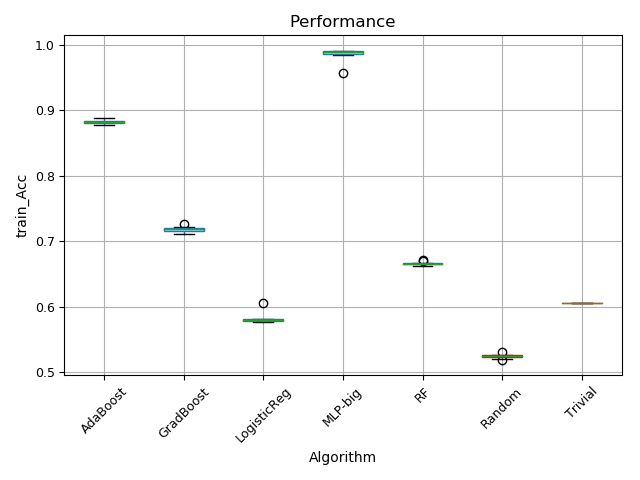 Performance
train_Acc
1.0
0.9
0.8
0.7
0.6
0.5
AdaBoost
GradBoost
LogisticReg
MLP-big
RF
Random
Trivial
Algorithm